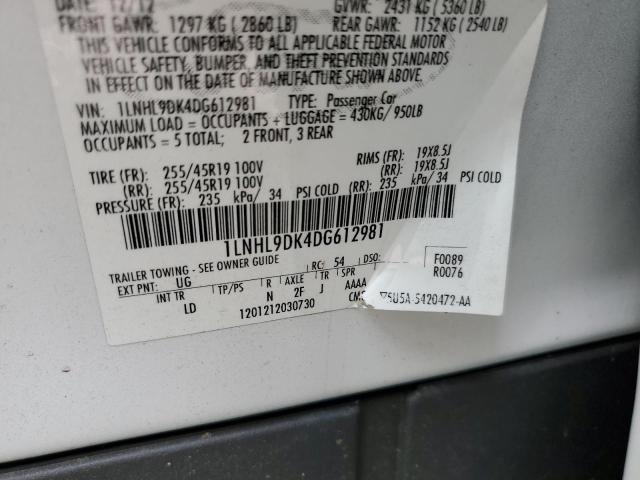 DATE: 12/12 GVWR: 2431 KG ( 5360 LB)
FRONT GAWR: 1297 KG ( 2860 LB) REAR GAWR: 1152 KG ( 2540 LB)
THIS VEHICLE CONFORMS TO ALL APPLICABLE FEDERAL MOTOR
VEHICLE SAFETY, BUMPER, AND THEFT PREVENTION STANDARDS
IN EFFECT ON THE DATE OF MANUFACTURE SHOWN ABOVE.
VIN: 1LNHL9DK4DG612981 TYPE: Passenger Car
MAXIMUM LOAD = OCCUPANTS + LUGGAGE = 430KG/ 950LB
OCCUPANTS = 5 TOTAL; 2 FRONT, 3 REAR
TIRE (FR): 255/45R19 100V RIMS (FR): 19X8.5J
(RR): 255/45R19 100V (RR): 19X8.5J
PRESSURE (FR): 235 kPa/ 34 PSI COLD (RR): 235 kPa/ 34 PSI COLD
1LNHL9DK4DG612981
TRAILER TOWING - SEE OWNER GUIDE
F0089
R0076
EXT PNT: UG RC: 54 DSO:
INT TR TP/PS R AXLE TR SPR
LD N 2F J AAAA
1201212030730
5U5A-5420472-AA